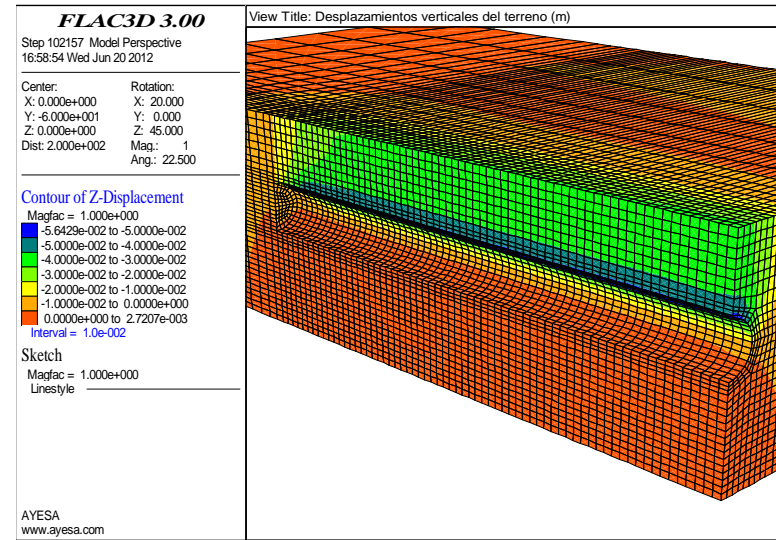 FLAC3D 3.00
Step 102157 Model Perspective
16:58:54 Wed Jun 20 2012
Center:
X: 0.000e+000
Y: -6.000e+001
Z: 0.000e+000
Dist: 2.000e+002
Rotation:
X: 20.000
Y: 0.000
Z: 45.000
Mag.: 1
Ang.: 22.500
Contour of Z-Displacement
Magfac = 1.000e+000
-5.6429e-002 to -5.0000e-002
-5.0000e-002 to -4.0000e-002
-4.0000e-002 to -3.0000e-002
-3.0000e-002 to -2.0000e-002
-2.0000e-002 to -1.0000e-002
-1.0000e-002 to 0.0000e+000
0.0000e+000 to 2.7207e-003
Interval = 1.0e-002
Sketch
Magfac = 1.000e+000
Linestyle
AYESA
www.ayesa.com
View Title: Desplazamientos verticales del terreno (m)